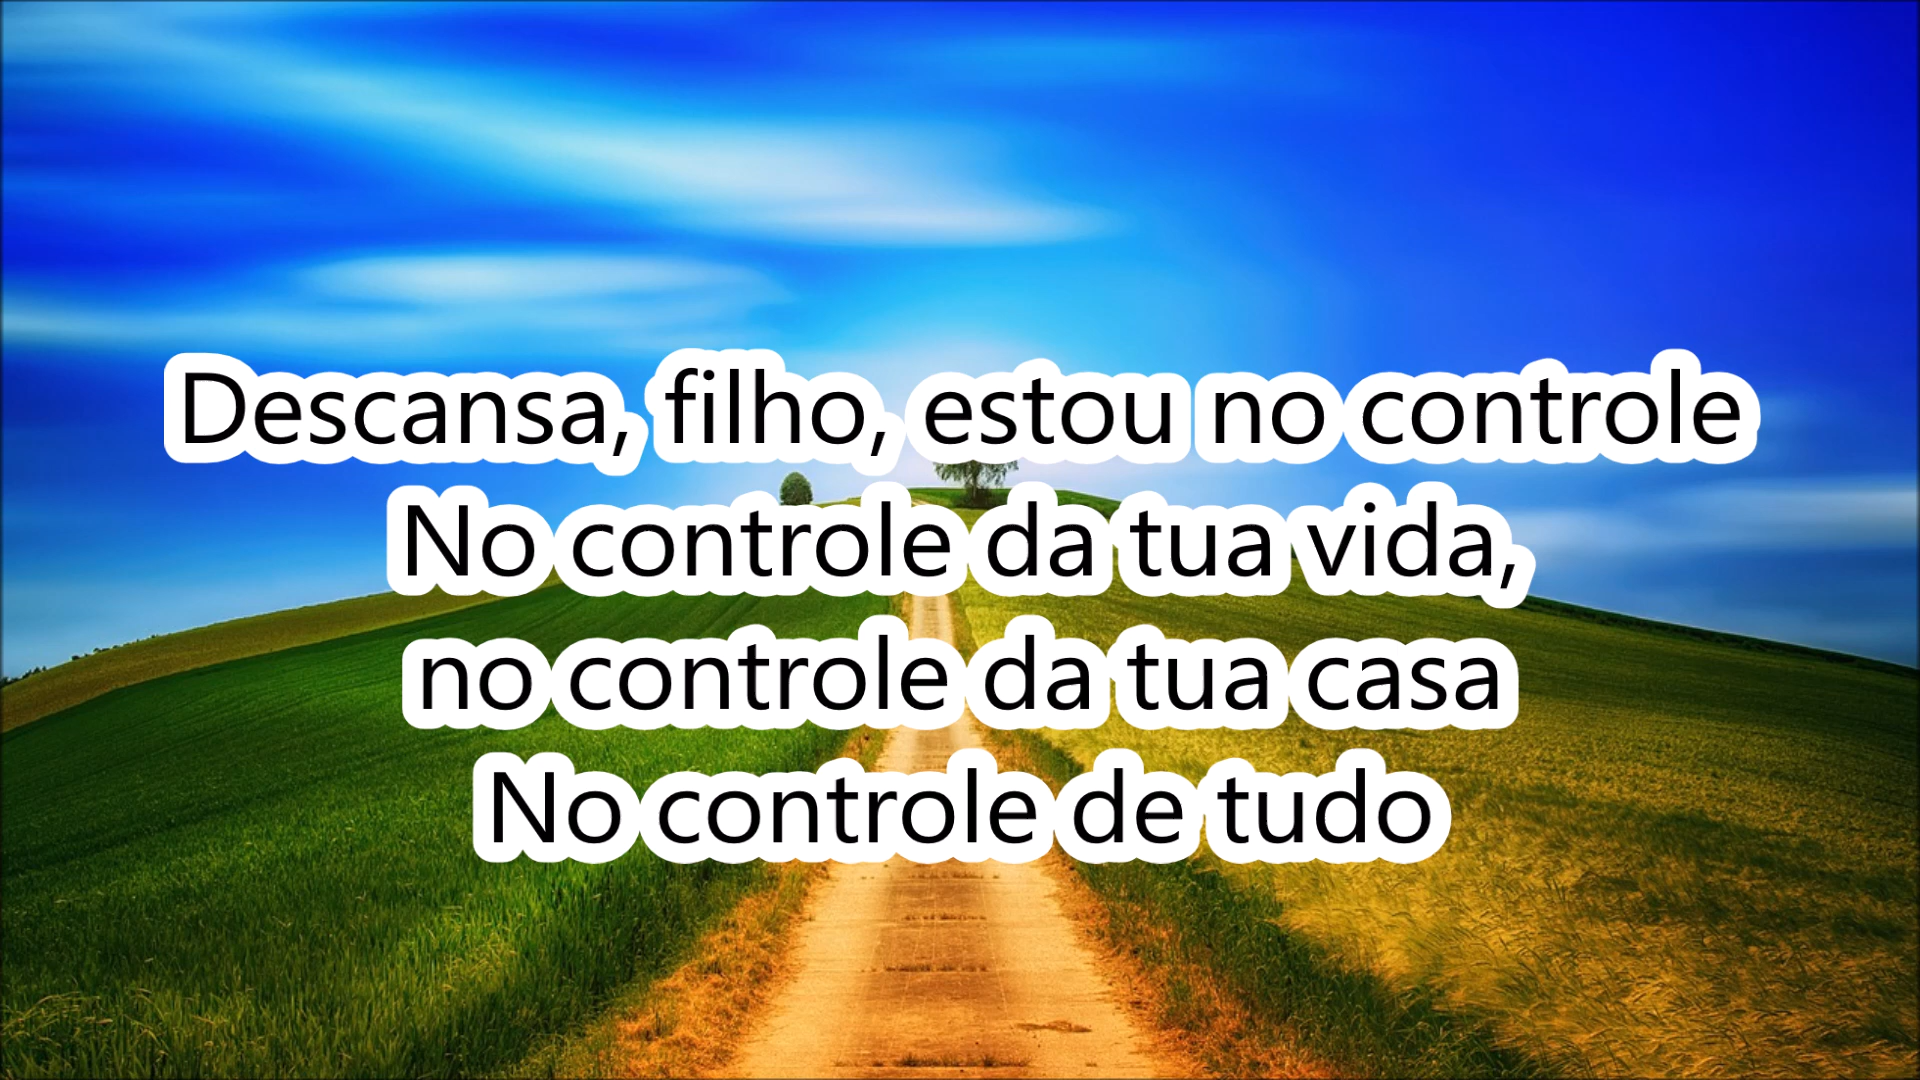 Descansa, filho, estou no controle
No controle da tua vida,
no controle da tua casa
No controle de tudo